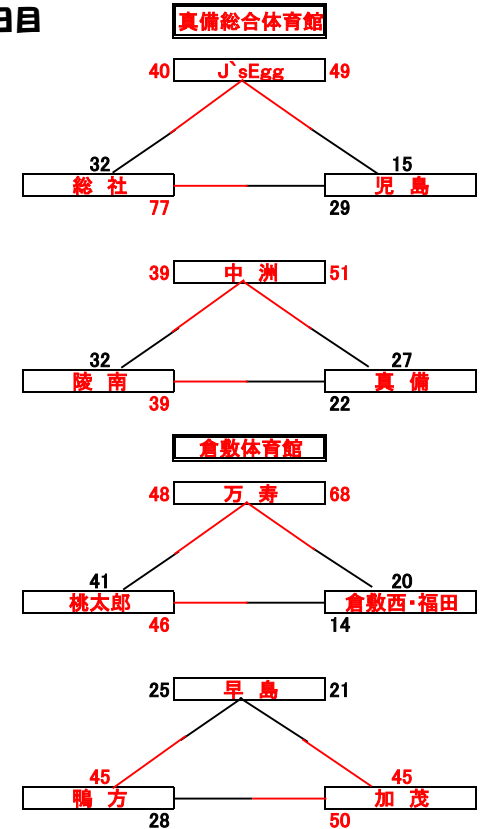 日目
真備総合体育館
40 J`sEgg 49
32 15
総 社 児 島
77 29
39 中 洲 51
32 27
陵 南 真 備
39 22
倉敷体育館
48 万 寿 68
41 20
桃太郎 倉敷西・福田
46 14
25 早 島 21
45 45
鴨 方 加 茂
28 50